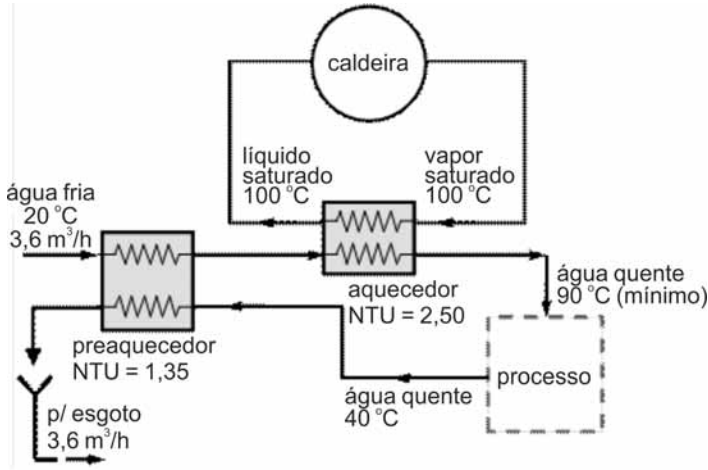 caldeira
líquido
saturado
100 °C
vapor
saturado
100 °C
água fria
20 °C
3,6 m³/h
aquecedor
NTU = 2,50
água quente
90 °C (mínimo)
preaquecedor
NTU = 1,35
processo
água quente
40 °C
p/ esgoto
3,6 m³/h